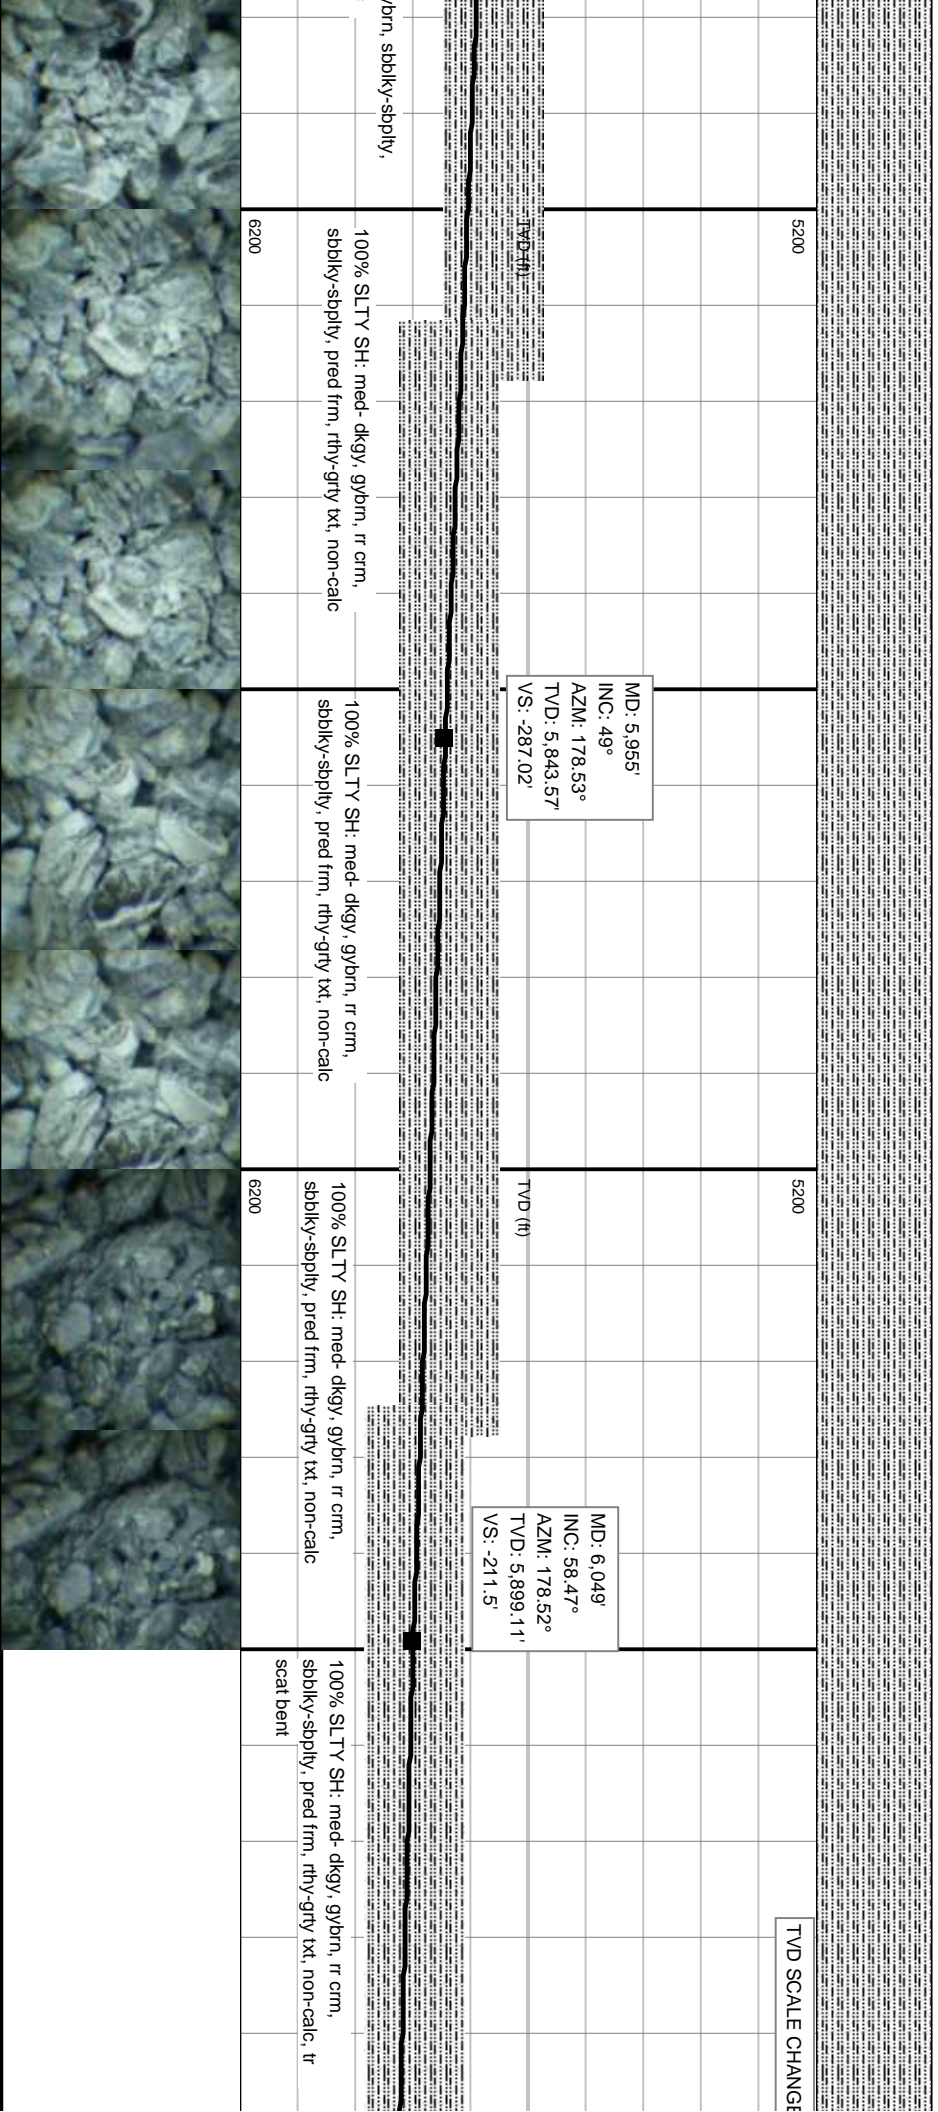 ybrn, sbblky-sbplty,
5200
TVD (ft)
6200
100% SLTY SH: med- dkgy, gybrn, rr crm,
sbblky-sbplty, pred frm, rthy-grty txt, non-calc
MD: 5,955'
INC: 49°
AZM: 178.53°
TVD: 5,843.57'
VS: -287.02'
100% SLTY SH: med- dkgy, gybrn, rr crm,
sbblky-sbplty, pred frm, rthy-grty txt, non-calc
5200
TVD (ft)
6200
100% SLTY SH: med- dkgy, gybrn, rr crm,
sbblky-sbplty, pred frm, rthy-grty txt, non-calc
MD: 6,049'
INC: 58.47°
AZM: 178.52°
TVD: 5,899.11'
VS: -211.5'
100% SLTY SH: med- dkgy, gybrn, rr crm,
sbblky-sbplty, pred frm, rthy-grty txt, non-calc, tr
scat bent
TVD SCALE CHANGE